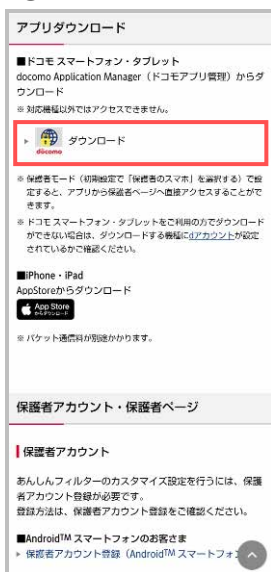 アプリダウンロード
■ドコモ スマートフォン・タブレット
docomo Application Manager（ドコモアプリ管理）からダ
ウンロード
※ 対応機種以外ではアクセスできません。
docomo
ダウンロード
※ 保護者モード（初期設定で「保護者のスマホ」を選択する）で設
定すると、アプリから保護者ページへ直接アクセスすることがで
きます。
※ ドコモ スマートフォン・タブレットをご利用の方でダウンロード
ができない場合は、ダウンロードする機種にdアカウントが設定
されているかご確認ください。
■iPhone・iPad
AppStoreからダウンロード
App Store
からダウンロード
※ パケット通信料が別途かかります。
保護者アカウント・保護者ページ
保護者アカウント
あんしんフィルターのカスタマイズ設定を行うには、保護
者アカウント登録が必要です。
登録方法は、保護者アカウント登録をご確認ください。
■Android™ スマートフォンのお客さま
保護者アカウント登録（Android™ スマートフォ